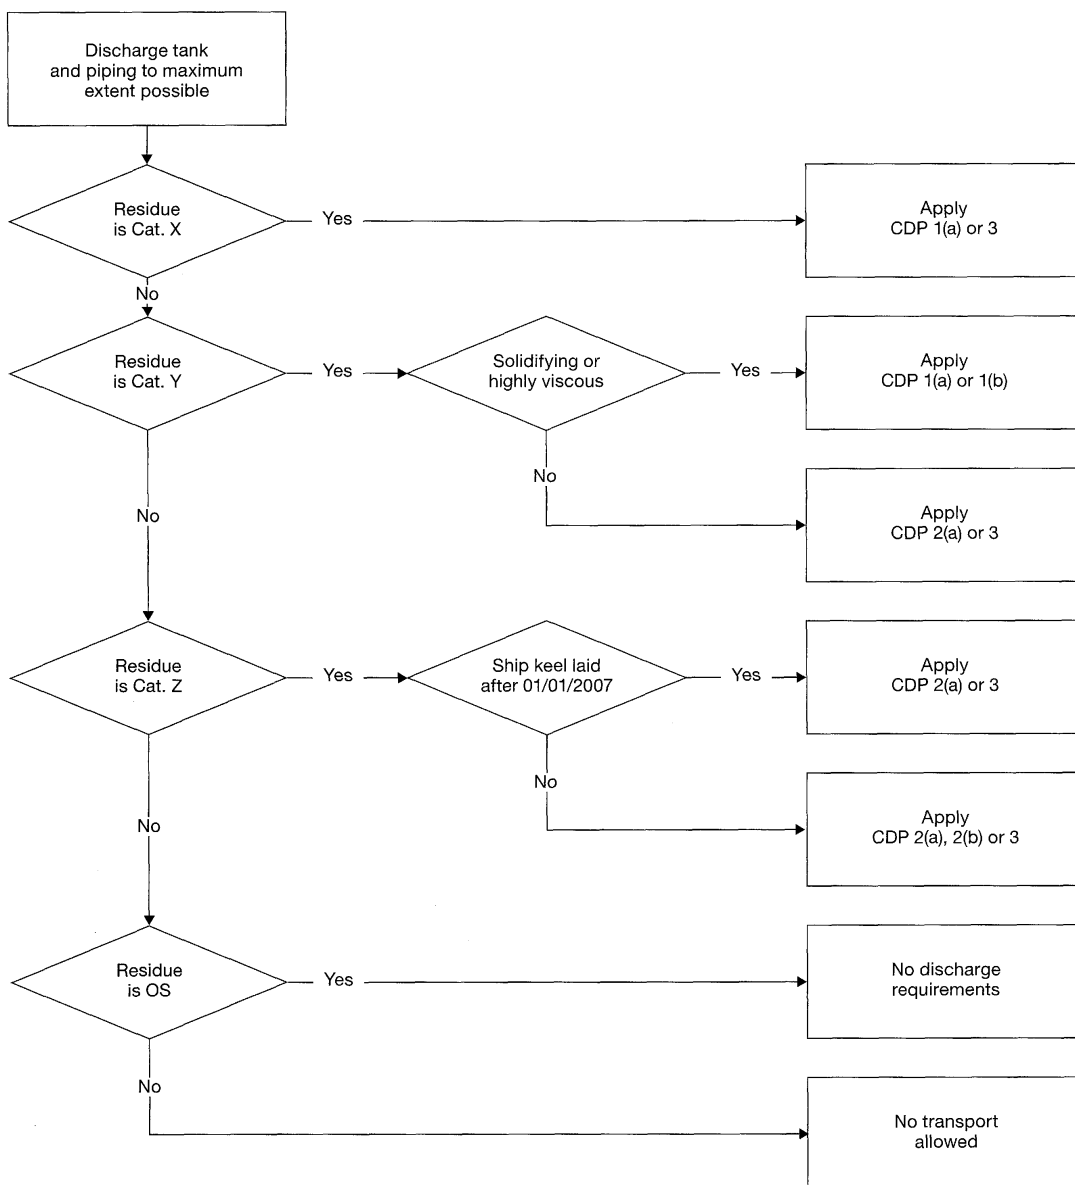 Discharge tank
and piping to maximum
extent possible
Residue
is Cat. X
Yes
Apply
CDP 1(a) or 3
No
Residue
is Cat. Y
Yes
Solidifying or
highly viscous
Yes
Apply
CDP 1(a) or 1(b)
No
Apply
CDP 2(a) or 3
No
Residue
is Cat. Z
Yes
Ship keel laid
after 01/01/2007
Yes
Apply
CDP 2(a) or 3
No
Apply
CDP 2(a), 2(b) or 3
No
Residue
is OS
Yes
No discharge
requirements
No
No transport
allowed